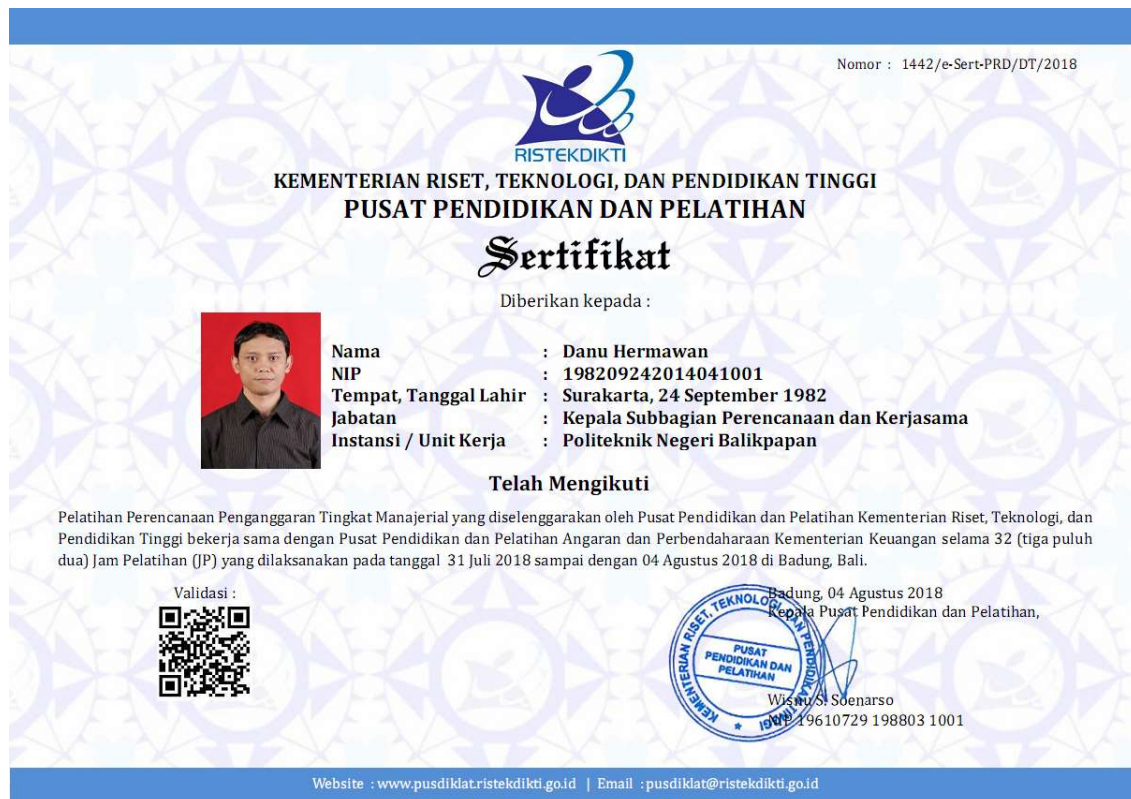 Nomor : 1442/e-Sert-PRD/DT/2018
RISTEKDIKTI
KEMENTERIAN RISET, TEKNOLOGI, DAN PENDIDIKAN TINGGI
PUSAT PENDIDIKAN DAN PELATIHAN
Sertifikat
Diberikan kepada :
Nama : Danu Hermawan
NIP : 198209242014041001
Tempat, Tanggal Lahir : Surakarta, 24 September 1982
Jabatan : Kepala Subbagian Perencanaan dan Kerjasama
Instansi / Unit Kerja : Politeknik Negeri Balikpapan
Telah Mengikuti
Pelatihan Perencanaan Penganggaran Tingkat Manajerial yang diselenggarakan oleh Pusat Pendidikan dan Pelatihan Kementerian Riset, Teknologi, dan
Pendidikan Tinggi bekerja sama dengan Pusat Pendidikan dan Pelatihan Angaran dan Perbendaharaan Kementerian Keuangan selama 32 (tiga puluh
dua) Jam Pelatihan (JP) yang dilaksanakan pada tanggal 31 Juli 2018 sampai dengan 04 Agustus 2018 di Badung, Bali.
Validasi :
Badung, 04 Agustus 2018
Kepala Pusat Pendidikan dan Pelatihan,
KEMENTERIAN RISET, TEKNOLOGI, DAN PENDIDIKAN TINGGI
PUSAT
PENDIDIKAN DAN
PELATIHAN
Wisnu S. Soenarso
NIP 19610729 198803 1001
Website : www.pusdiklat.ristekdikti.go.id | Email : pusdiklat@ristekdikti.go.id